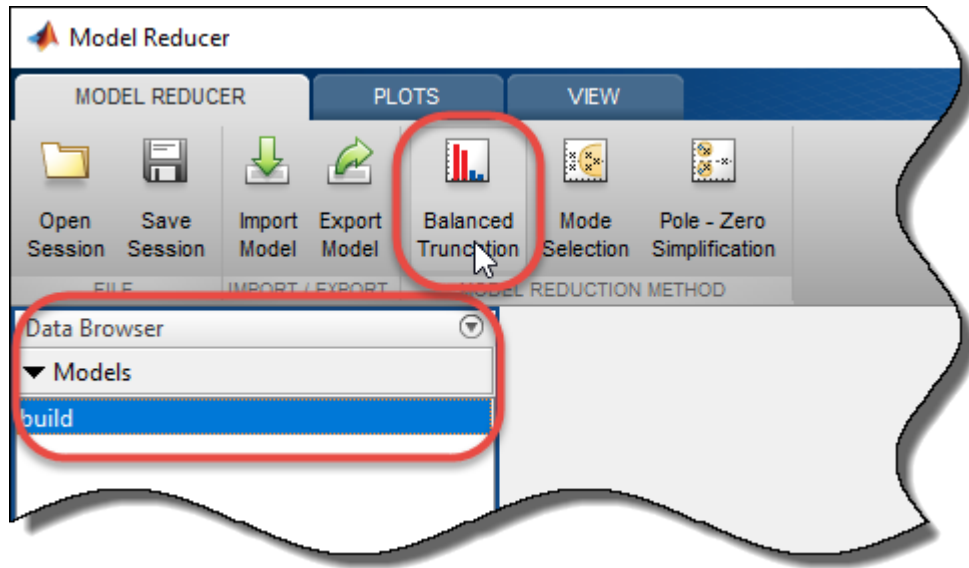 Model Reducer
MODEL REDUCER PLOTS VIEW
Open Save Import Export Balanced Mode Pole - Zero
Session Session Model Model Truncation Selection Simplification
FILE IMPORT / EXPORT MODEL REDUCTION METHOD
Data Browser
Models
build